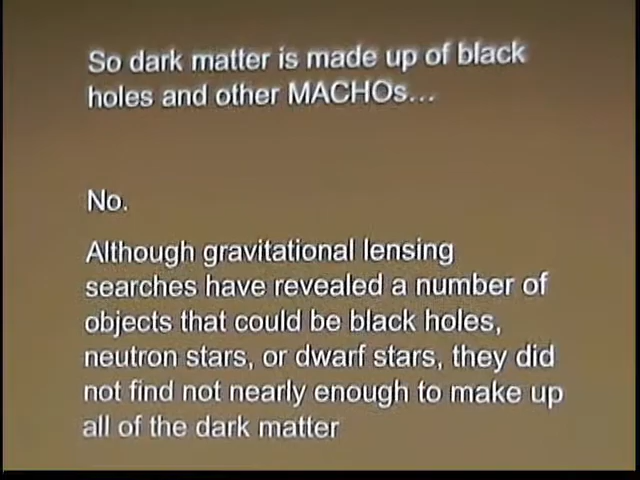 So dark matter is made up of black
holes and other MACHOs...
No.
Although gravitational lensing
searches have revealed a number of
objects that could be black holes,
neutron stars, or dwarf stars, they did
not find not nearly enough to make up
all of the dark matter